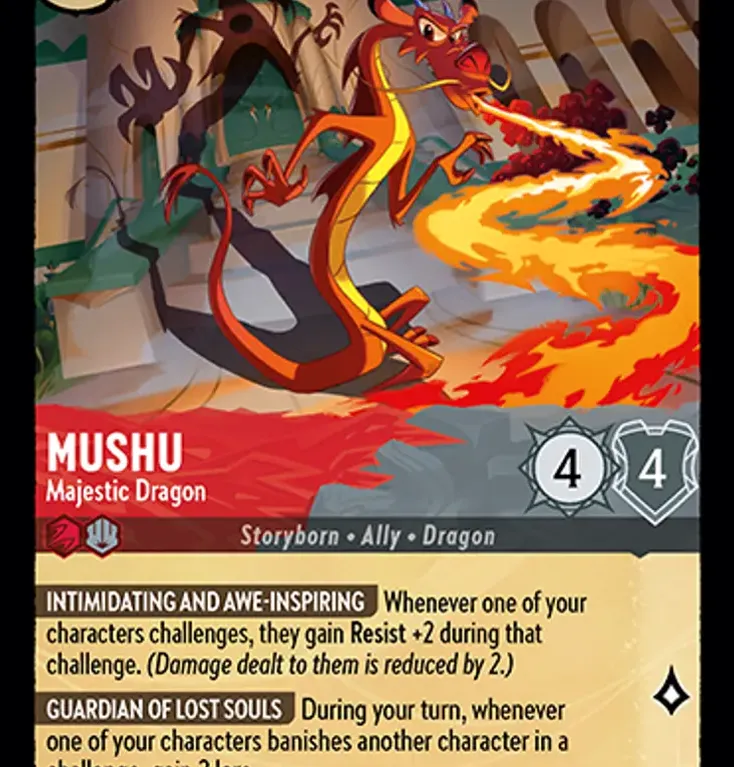 MUSHU
Majestic Dragon
4
4
Storyborn • Ally • Dragon
INTIMIDATING AND AWE-INSPIRING Whenever one of your
characters challenges, they gain Resist +2 during that
challenge. (Damage dealt to them is reduced by 2.)
GUARDIAN OF LOST SOULS During your turn, whenever
one of your characters banishes another character in a